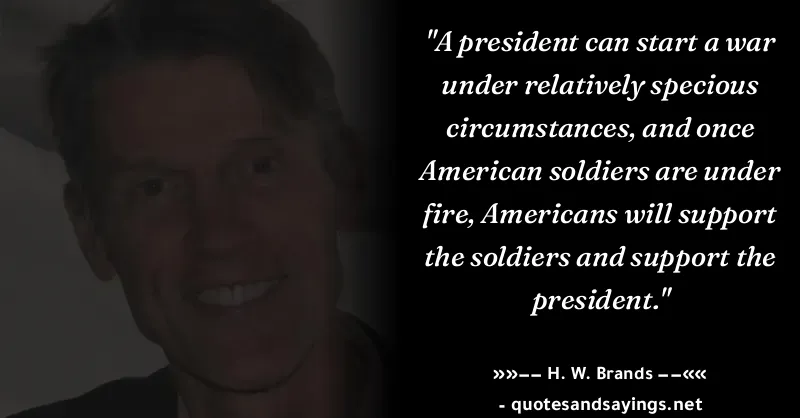 "A president can start a war
under relatively specious
circumstances, and once
American soldiers are under
fire, Americans will support
the soldiers and support the
president."
»»−− H. W. Brands −−««
- quotesandsayings.net